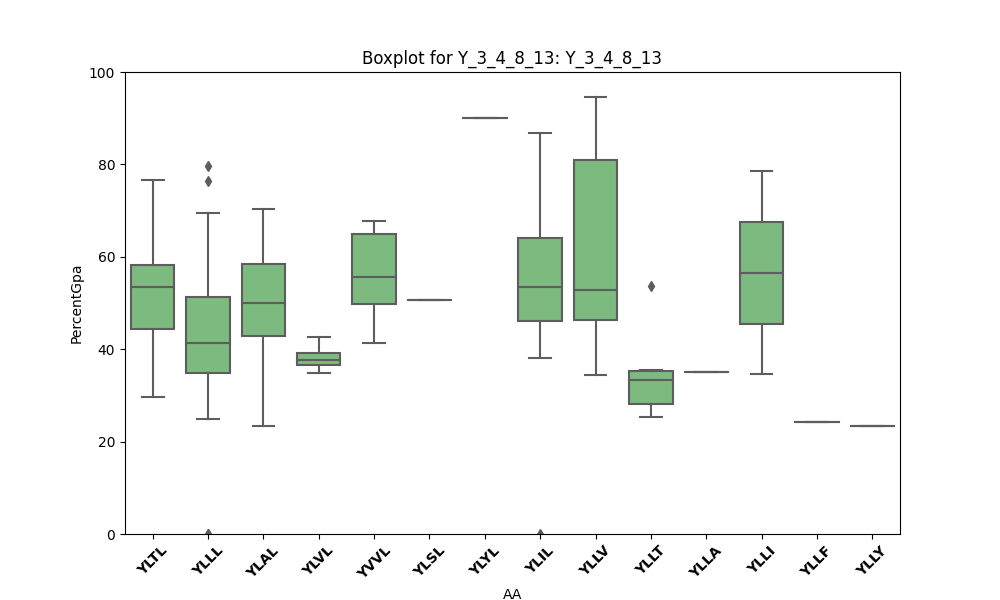 Boxplot for Y_3_4_8_13: Y_3_4_8_13
100
80
60
40
20
0
PercentGpa
YLTL
YLLL
YLAL
YLVL
YVVL
YLSL
YLYL
YLIL
YLLV
YLLT
YLLA
YLLI
YLLF
YLLY
AA